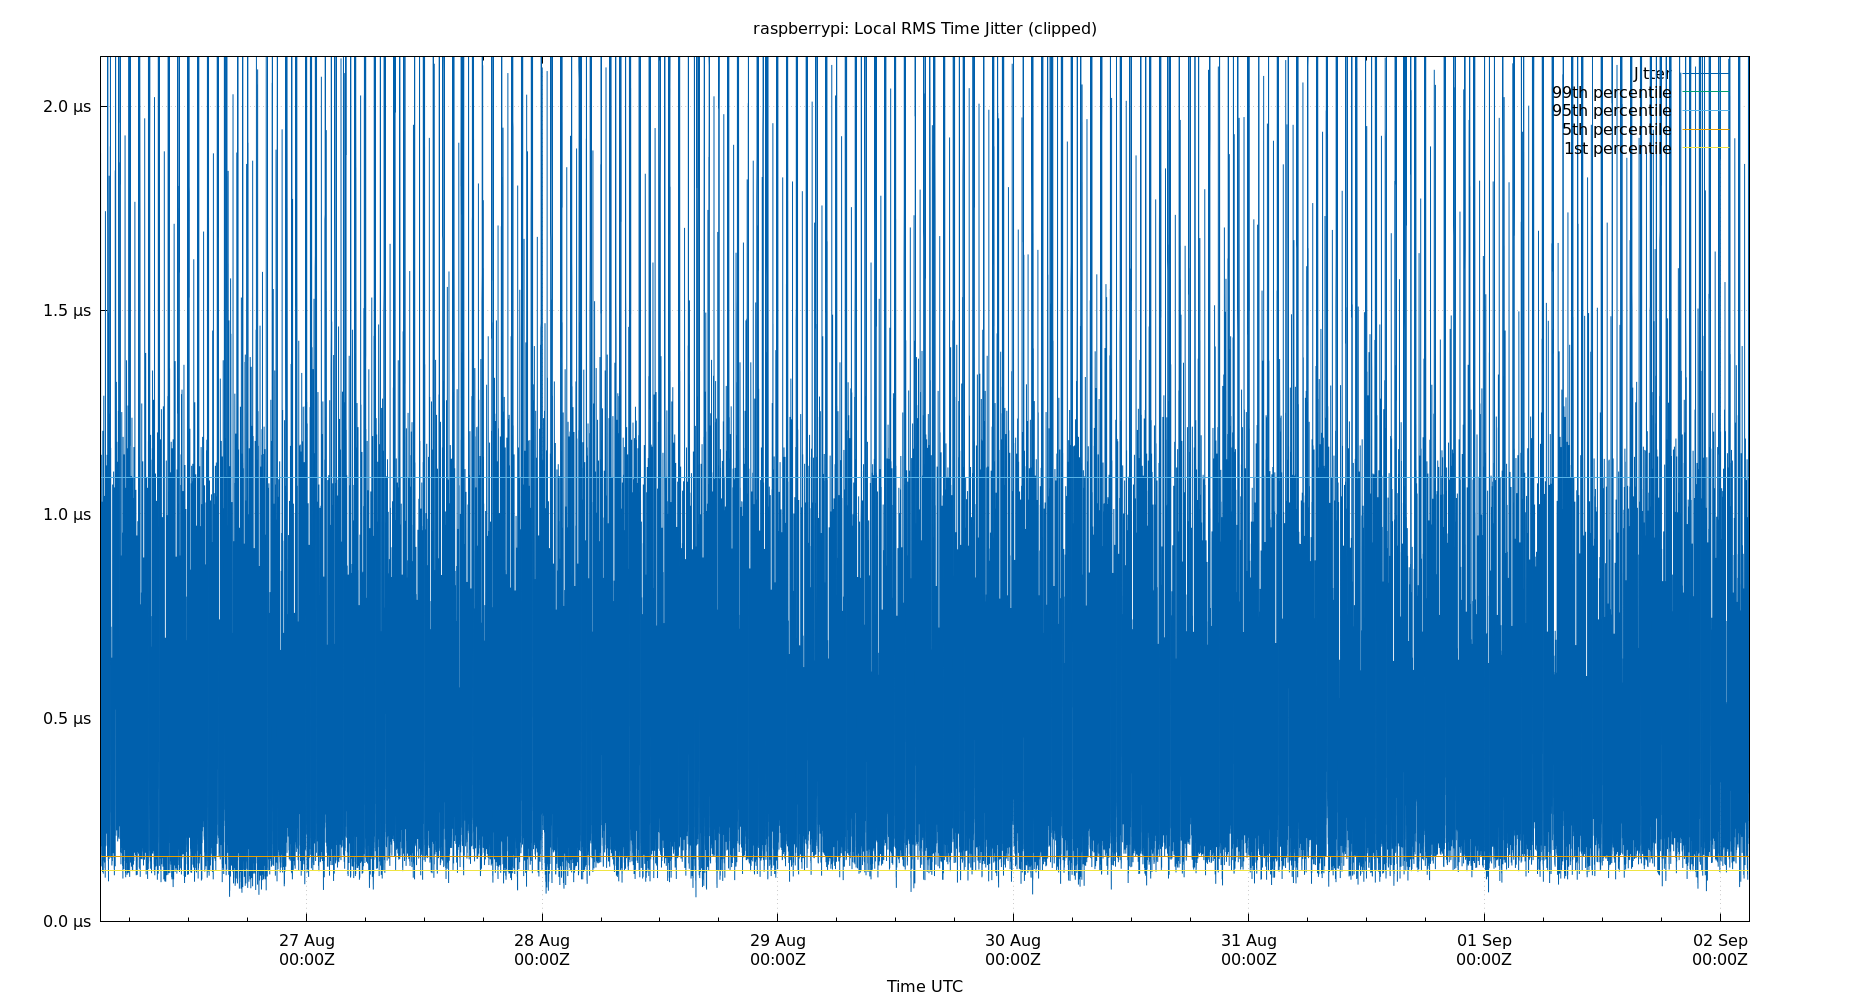 raspberrypi: Local RMS Time Jitter (clipped)
Jitter
99th percentile
95th percentile
5th percentile
1st percentile
2.0 μs
1.5 μs
1.0 μs
0.5 μs
0.0 μs
27 Aug
00:00Z
28 Aug
00:00Z
29 Aug
00:00Z
30 Aug
00:00Z
31 Aug
00:00Z
01 Sep
00:00Z
02 Sep
00:00Z
Time UTC